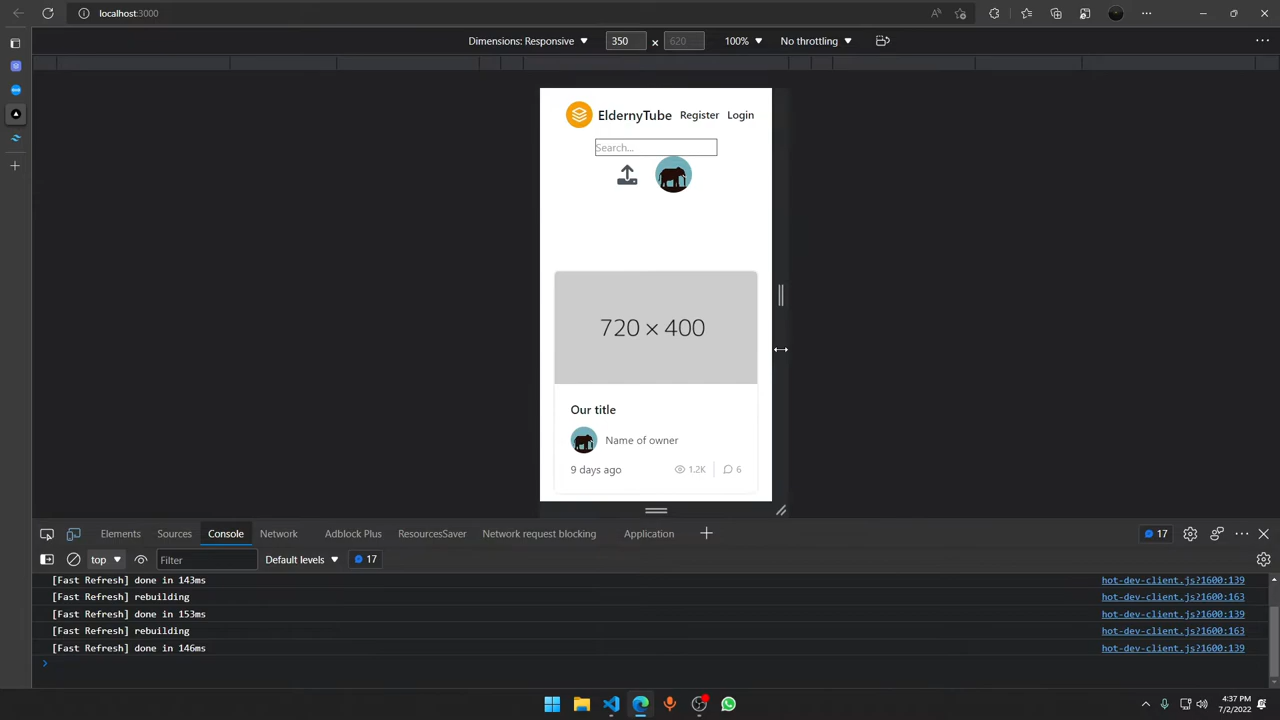 localhost:3000
Dimensions: Responsive 350 × 620 100% No throttling
EldernyTube Register Login
Search...
720 × 400
Our title
Name of owner
9 days ago 1.2K 6
Elements Sources Console Network Adblock Plus ResourcesSaver Network request blocking Application 17
top Filter Default levels 17
[Fast Refresh] done in 143ms hot-dev-client.js?1600:139
[Fast Refresh] rebuilding hot-dev-client.js?1600:163
[Fast Refresh] done in 153ms hot-dev-client.js?1600:139
[Fast Refresh] rebuilding hot-dev-client.js?1600:163
[Fast Refresh] done in 146ms hot-dev-client.js?1600:139
4:37 PM
7/2/2022